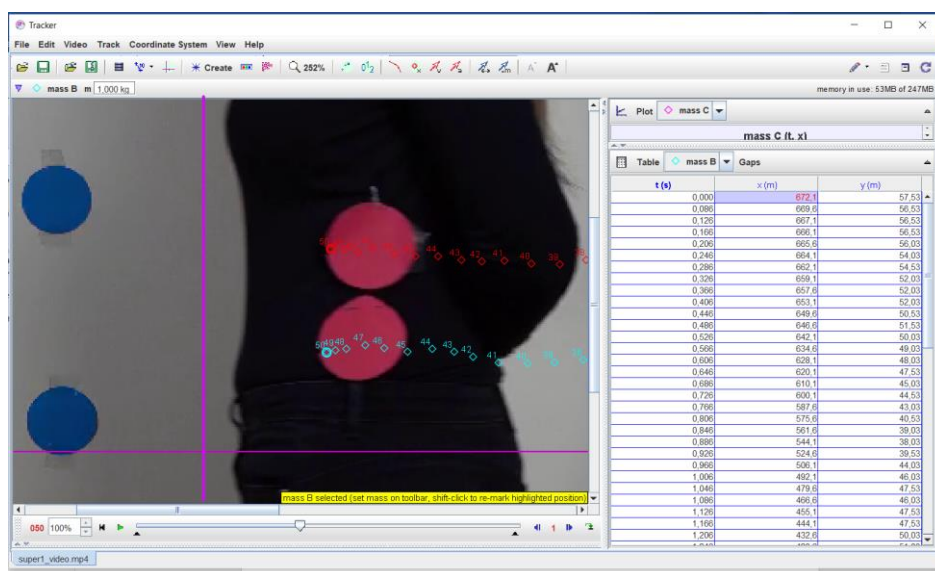 Tracker
File Edit Video Track Coordinate System View Help
Create 252%
mass B m 1,000 kg memory in use: 53MB of 247MB
Plot mass C
mass C (t, x)
Table mass B Gaps
t (s) x (m) y (m)
0,000 672,1 57,53
0,086 669,6 56,53
0,126 667,1 56,53
0,166 666,1 56,53
0,206 665,6 56,03
0,246 664,1 54,03
0,286 662,1 54,53
0,326 659,1 52,03
0,366 657,6 52,03
0,406 653,1 52,03
0,446 649,6 50,53
0,486 646,6 51,53
0,526 642,1 50,03
0,566 634,6 49,03
0,606 628,1 48,03
0,646 620,1 47,53
0,686 610,1 45,03
0,726 600,1 44,53
0,766 587,6 43,03
0,806 575,6 40,53
0,846 561,6 39,03
0,886 544,1 38,03
0,926 524,6 39,53
0,966 506,1 44,03
1,006 492,1 46,03
1,046 479,6 47,53
1,086 466,6 46,03
1,126 455,1 47,53
1,166 444,1 47,53
1,206 432,6 50,03
44 43 42 41 40 39
50 49 48 47 46 45 44 43 42 41
mass B selected (set mass on toolbar, shift-click to re-mark highlighted position)
050 100% 1
super1_video.mp4